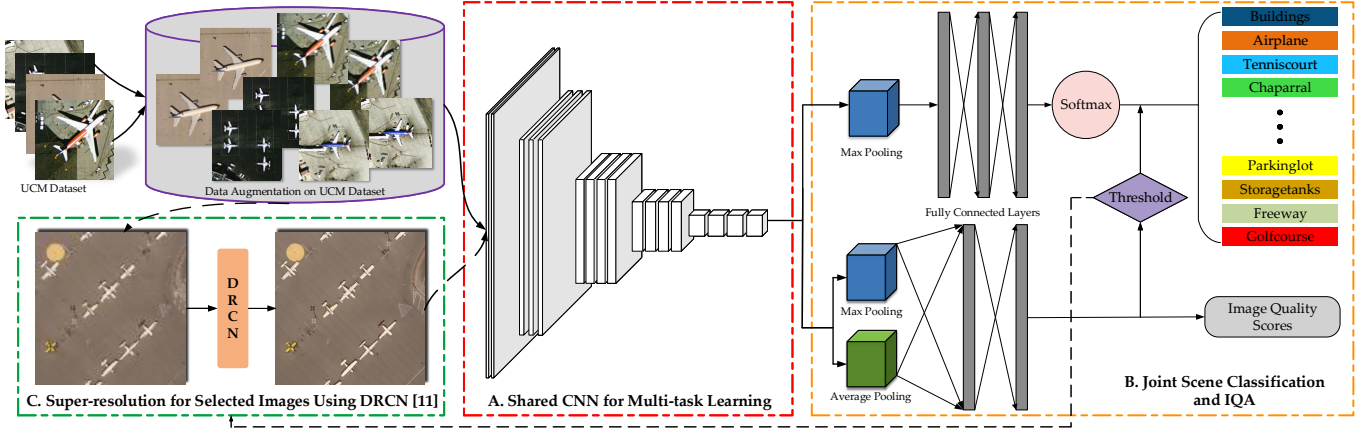 UCM Dataset
Data Augmentation on UCM Dataset
D
R
C
N
C. Super-resolution for Selected Images Using DRCN [11]
A. Shared CNN for Multi-task Learning
Max Pooling
Fully Connected Layers
Softmax
Threshold
Buildings
Airplane
Tenniscourt
Chaparral
Parkinglot
Storagetanks
Freeway
Golfcourse
Max Pooling
Average Pooling
Image Quality
Scores
B. Joint Scene Classification
and IQA